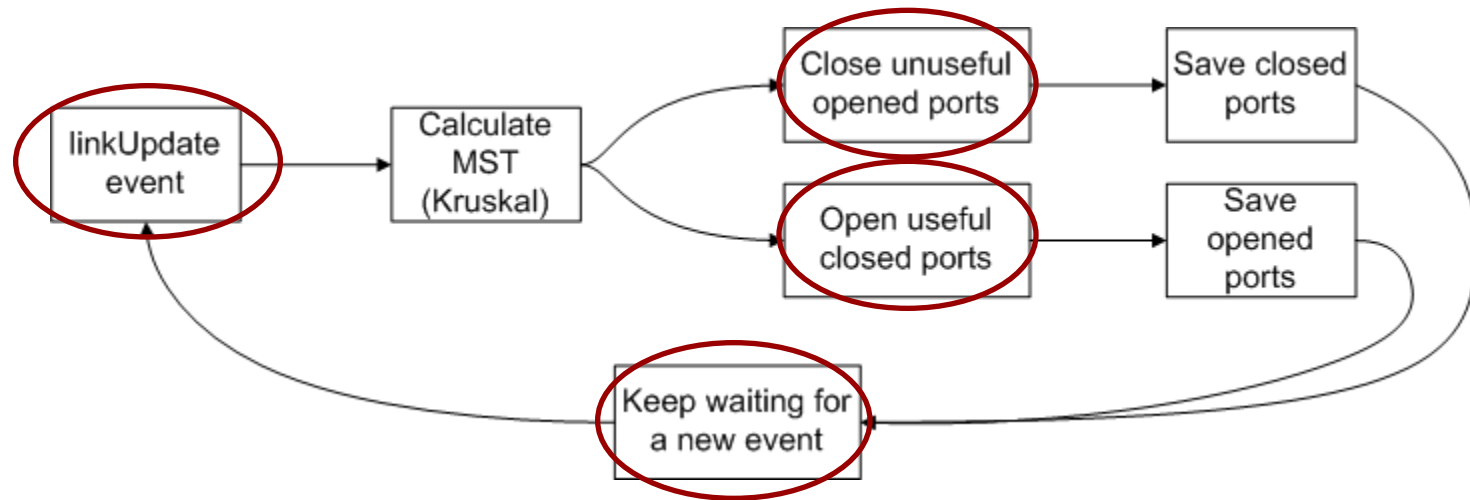 linkUpdate
event
Calculate
MST
(Kruskal)
Close unuseful
opened ports
Save closed
ports
Open useful
closed ports
Save
opened
ports
Keep waiting for
a new event